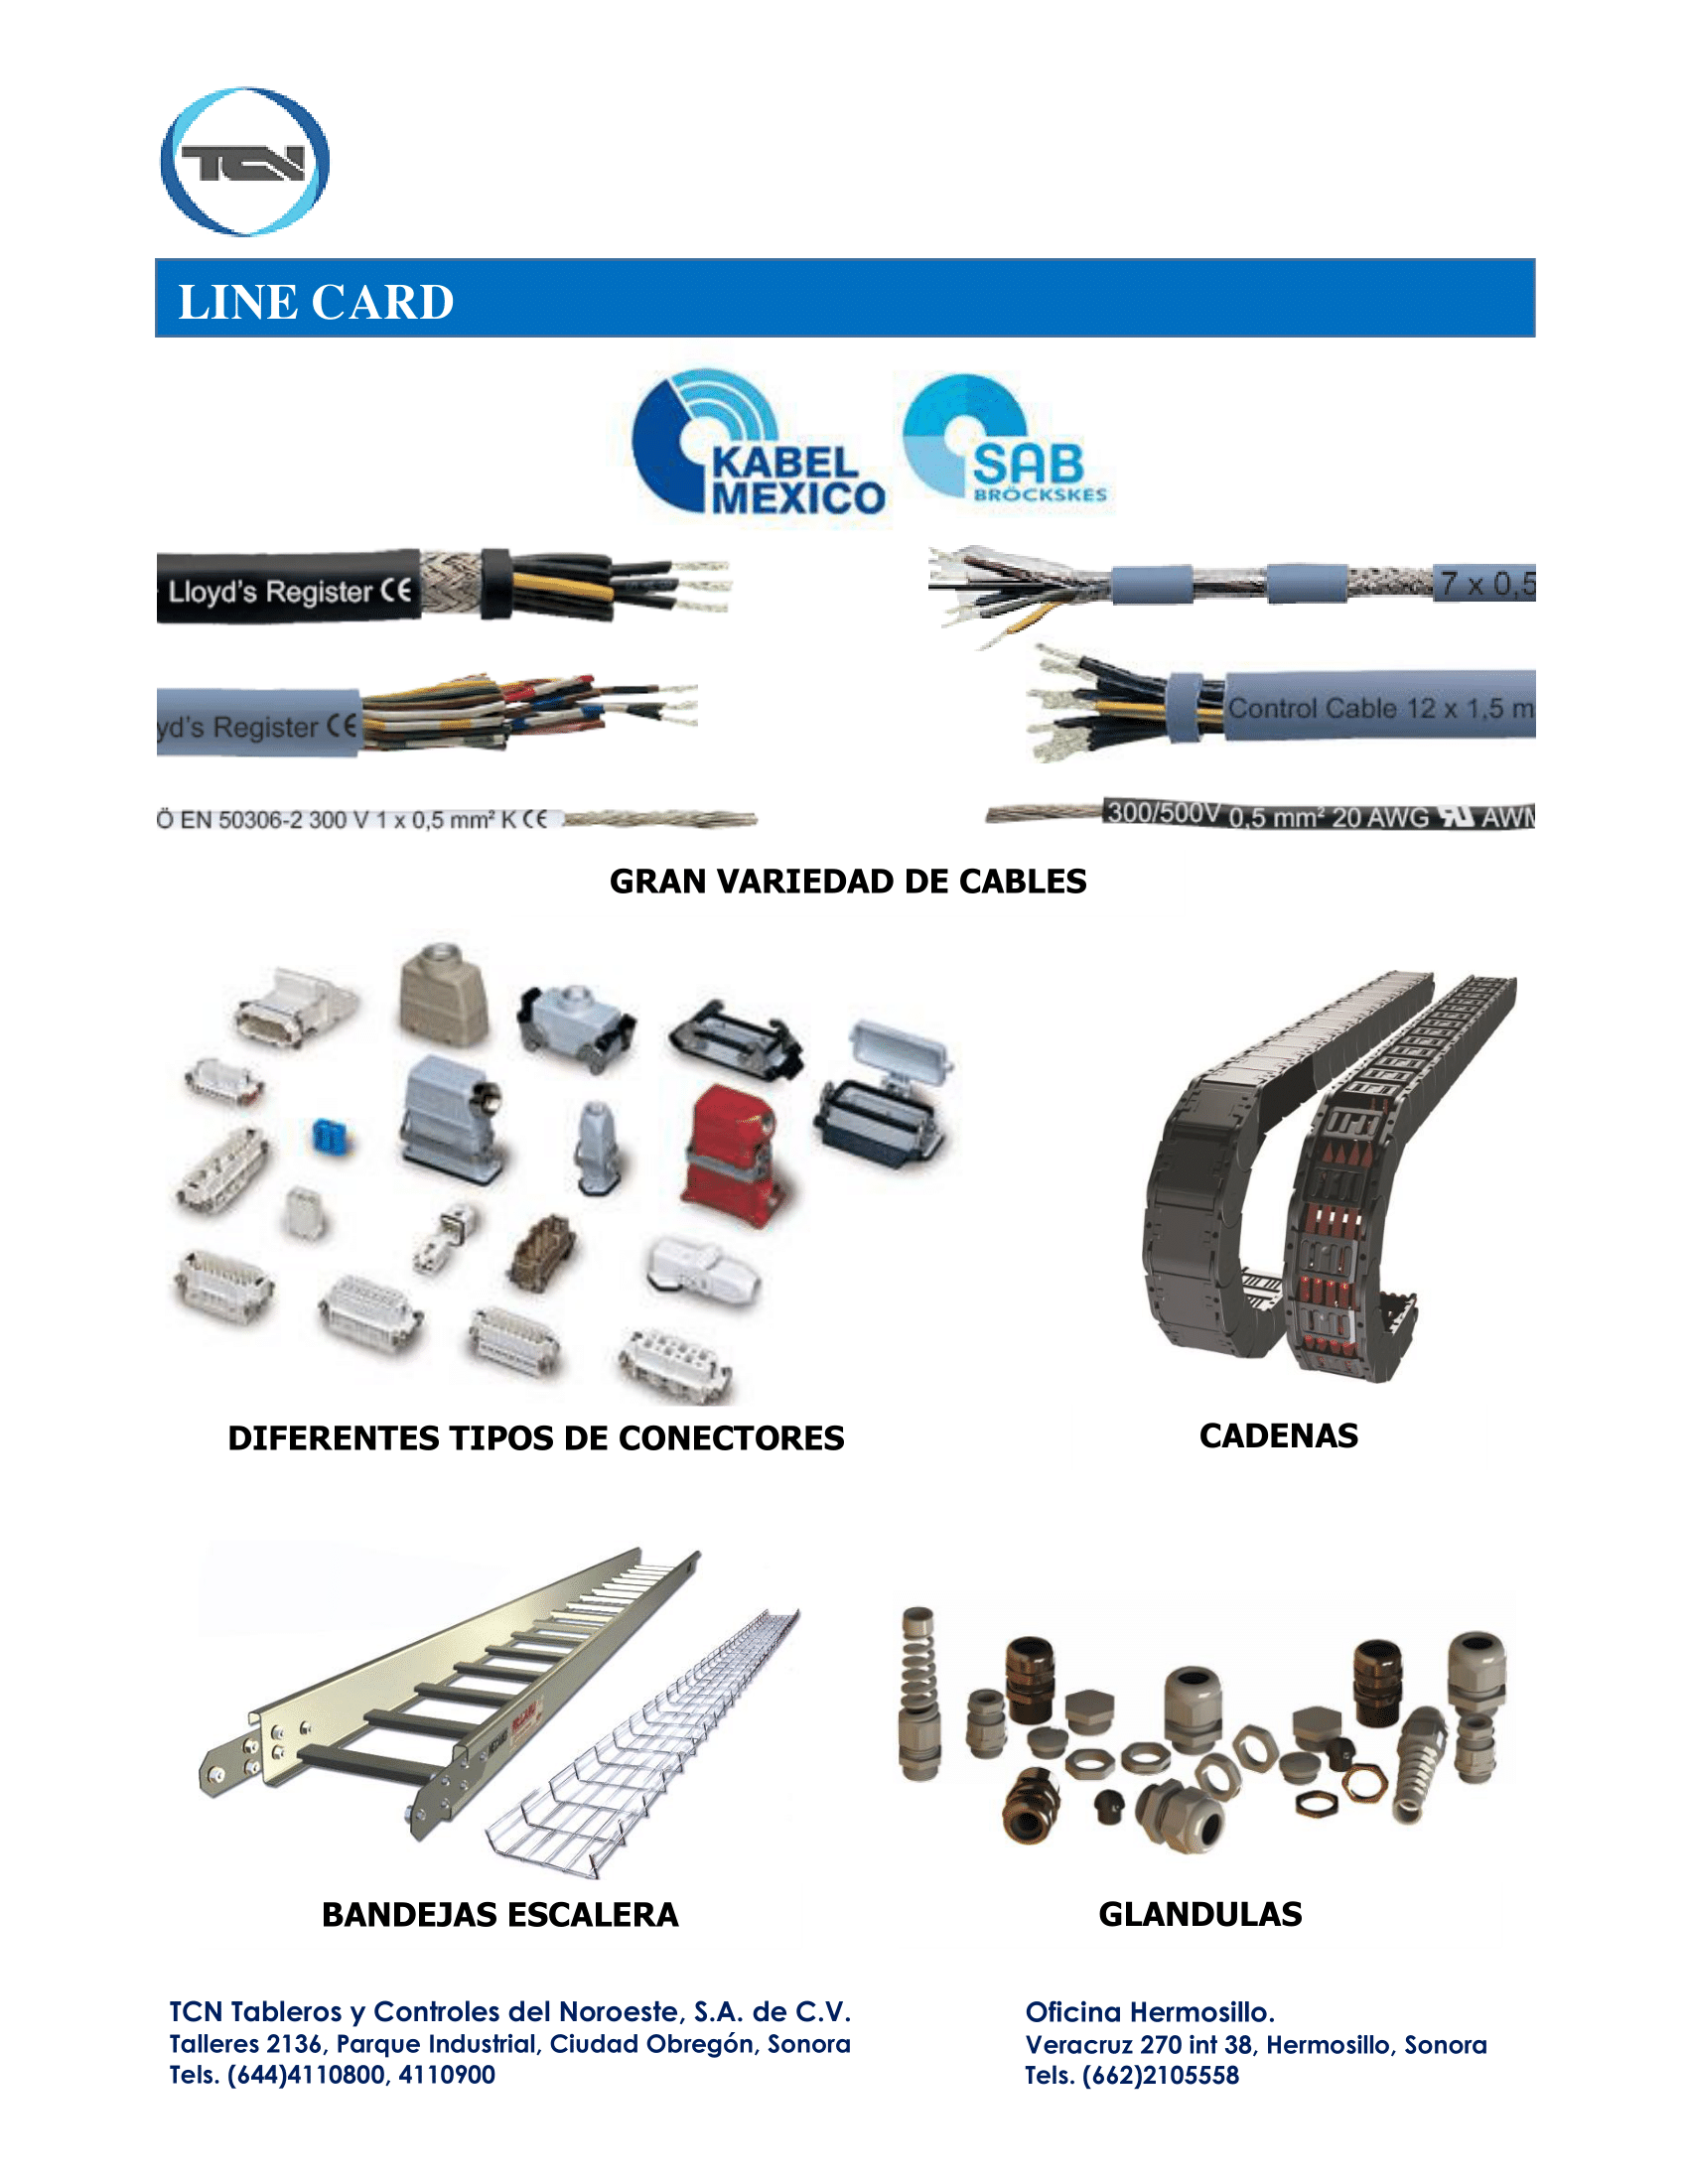 TCN
LINE CARD
KABEL
MEXICO
SAB
BRÖCKSKES
Lloyd's Register CE
7 x 0,5
yd's Register CE
Control Cable 12 x 1,5 m
Ö EN 50306-2 300 V 1 x 0,5 mm² K CE
300/500V 0,5 mm² 20 AWG AWM
GRAN VARIEDAD DE CABLES
DIFERENTES TIPOS DE CONECTORES
CADENAS
BANDEJAS ESCALERA
GLANDULAS
TCN Tableros y Controles del Noroeste, S.A. de C.V.
Talleres 2136, Parque Industrial, Ciudad Obregón, Sonora
Tels. (644)4110800, 4110900
Oficina Hermosillo.
Veracruz 270 int 38, Hermosillo, Sonora
Tels. (662)2105558